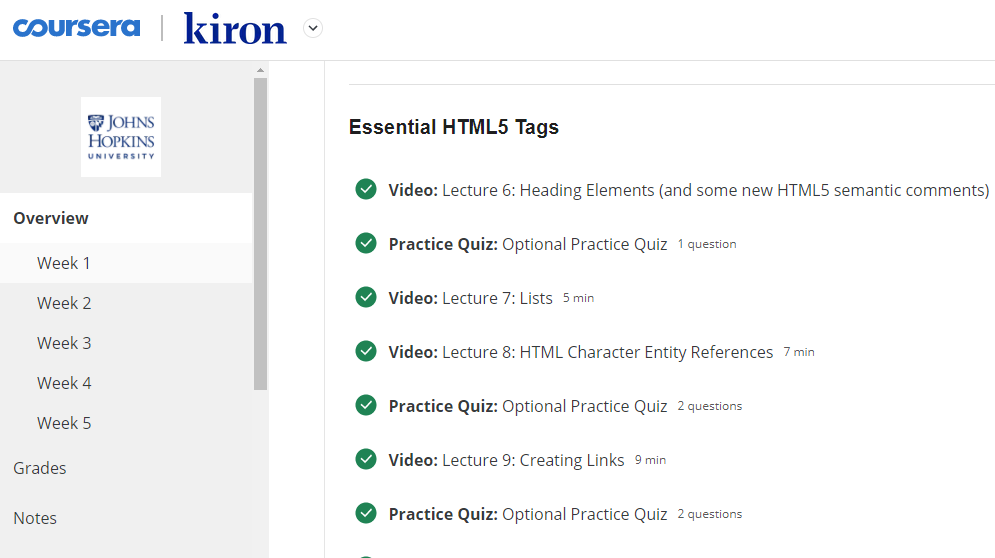 coursera | kiron
JOHNS
HOPKINS
UNIVERSITY
Overview
Week 1
Week 2
Week 3
Week 4
Week 5
Grades
Notes
Essential HTML5 Tags
Video: Lecture 6: Heading Elements (and some new HTML5 semantic comments)
Practice Quiz: Optional Practice Quiz 1 question
Video: Lecture 7: Lists 5 min
Video: Lecture 8: HTML Character Entity References 7 min
Practice Quiz: Optional Practice Quiz 2 questions
Video: Lecture 9: Creating Links 9 min
Practice Quiz: Optional Practice Quiz 2 questions